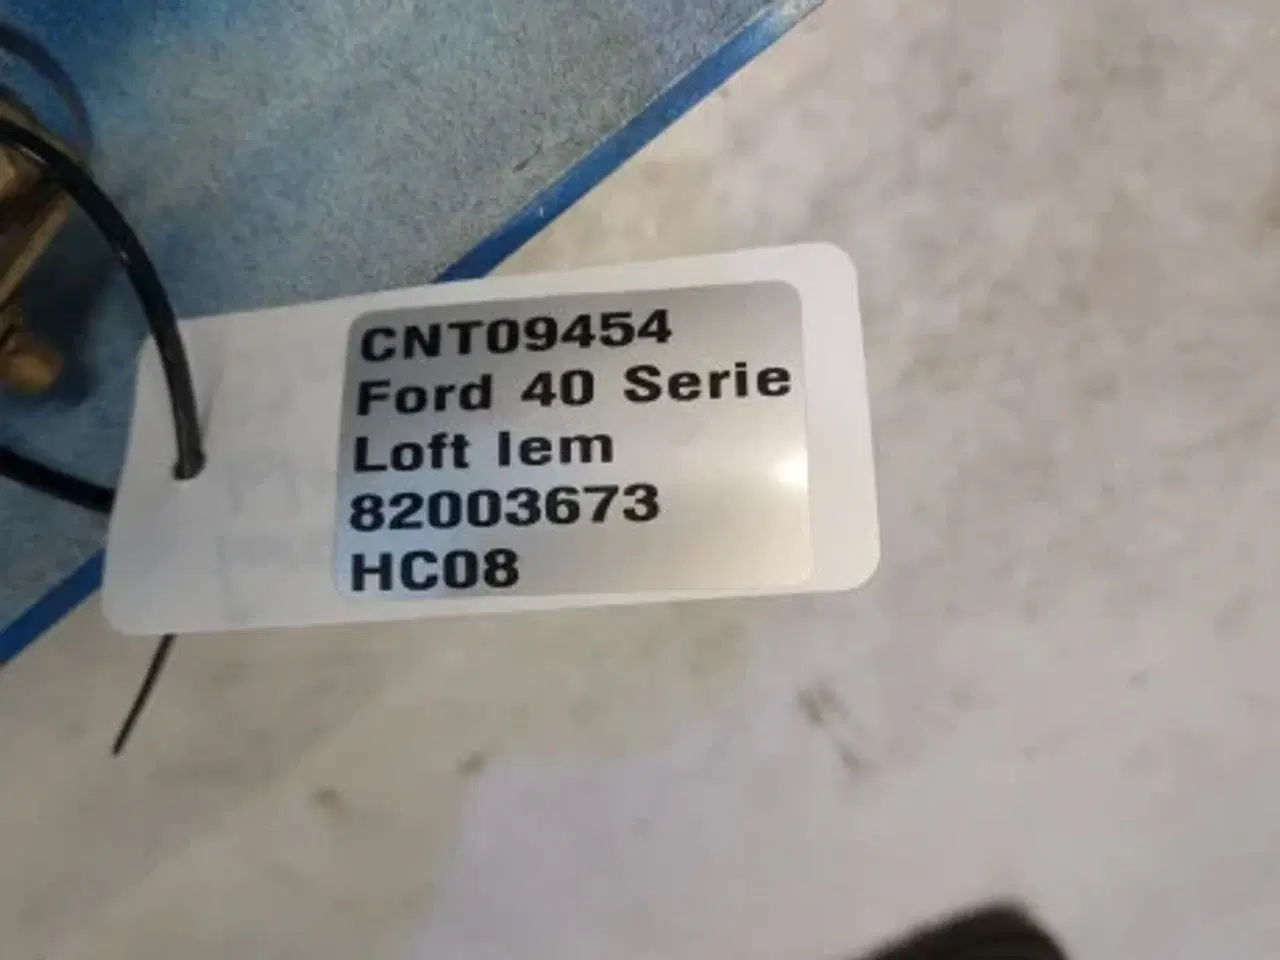 CNT09454
Ford 40 Serie
Loft lem
82003673
HC08